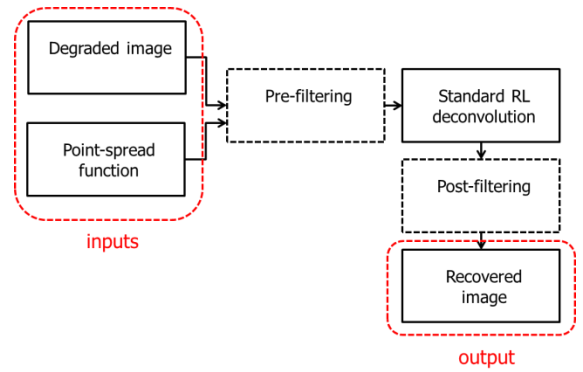 Degraded image
Point-spread
function
inputs
Pre-filtering
Standard RL
deconvolution
Post-filtering
Recovered
image
output